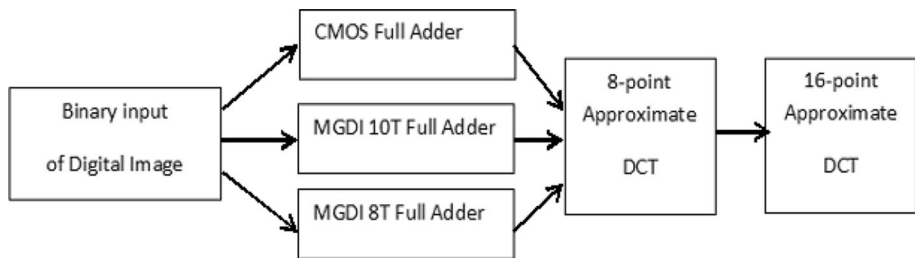 Binary input
of Digital Image
CMOS Full Adder
MGDI 10T Full Adder
MGDI 8T Full Adder
8-point
Approximate
DCT
16-point
Approximate
DCT